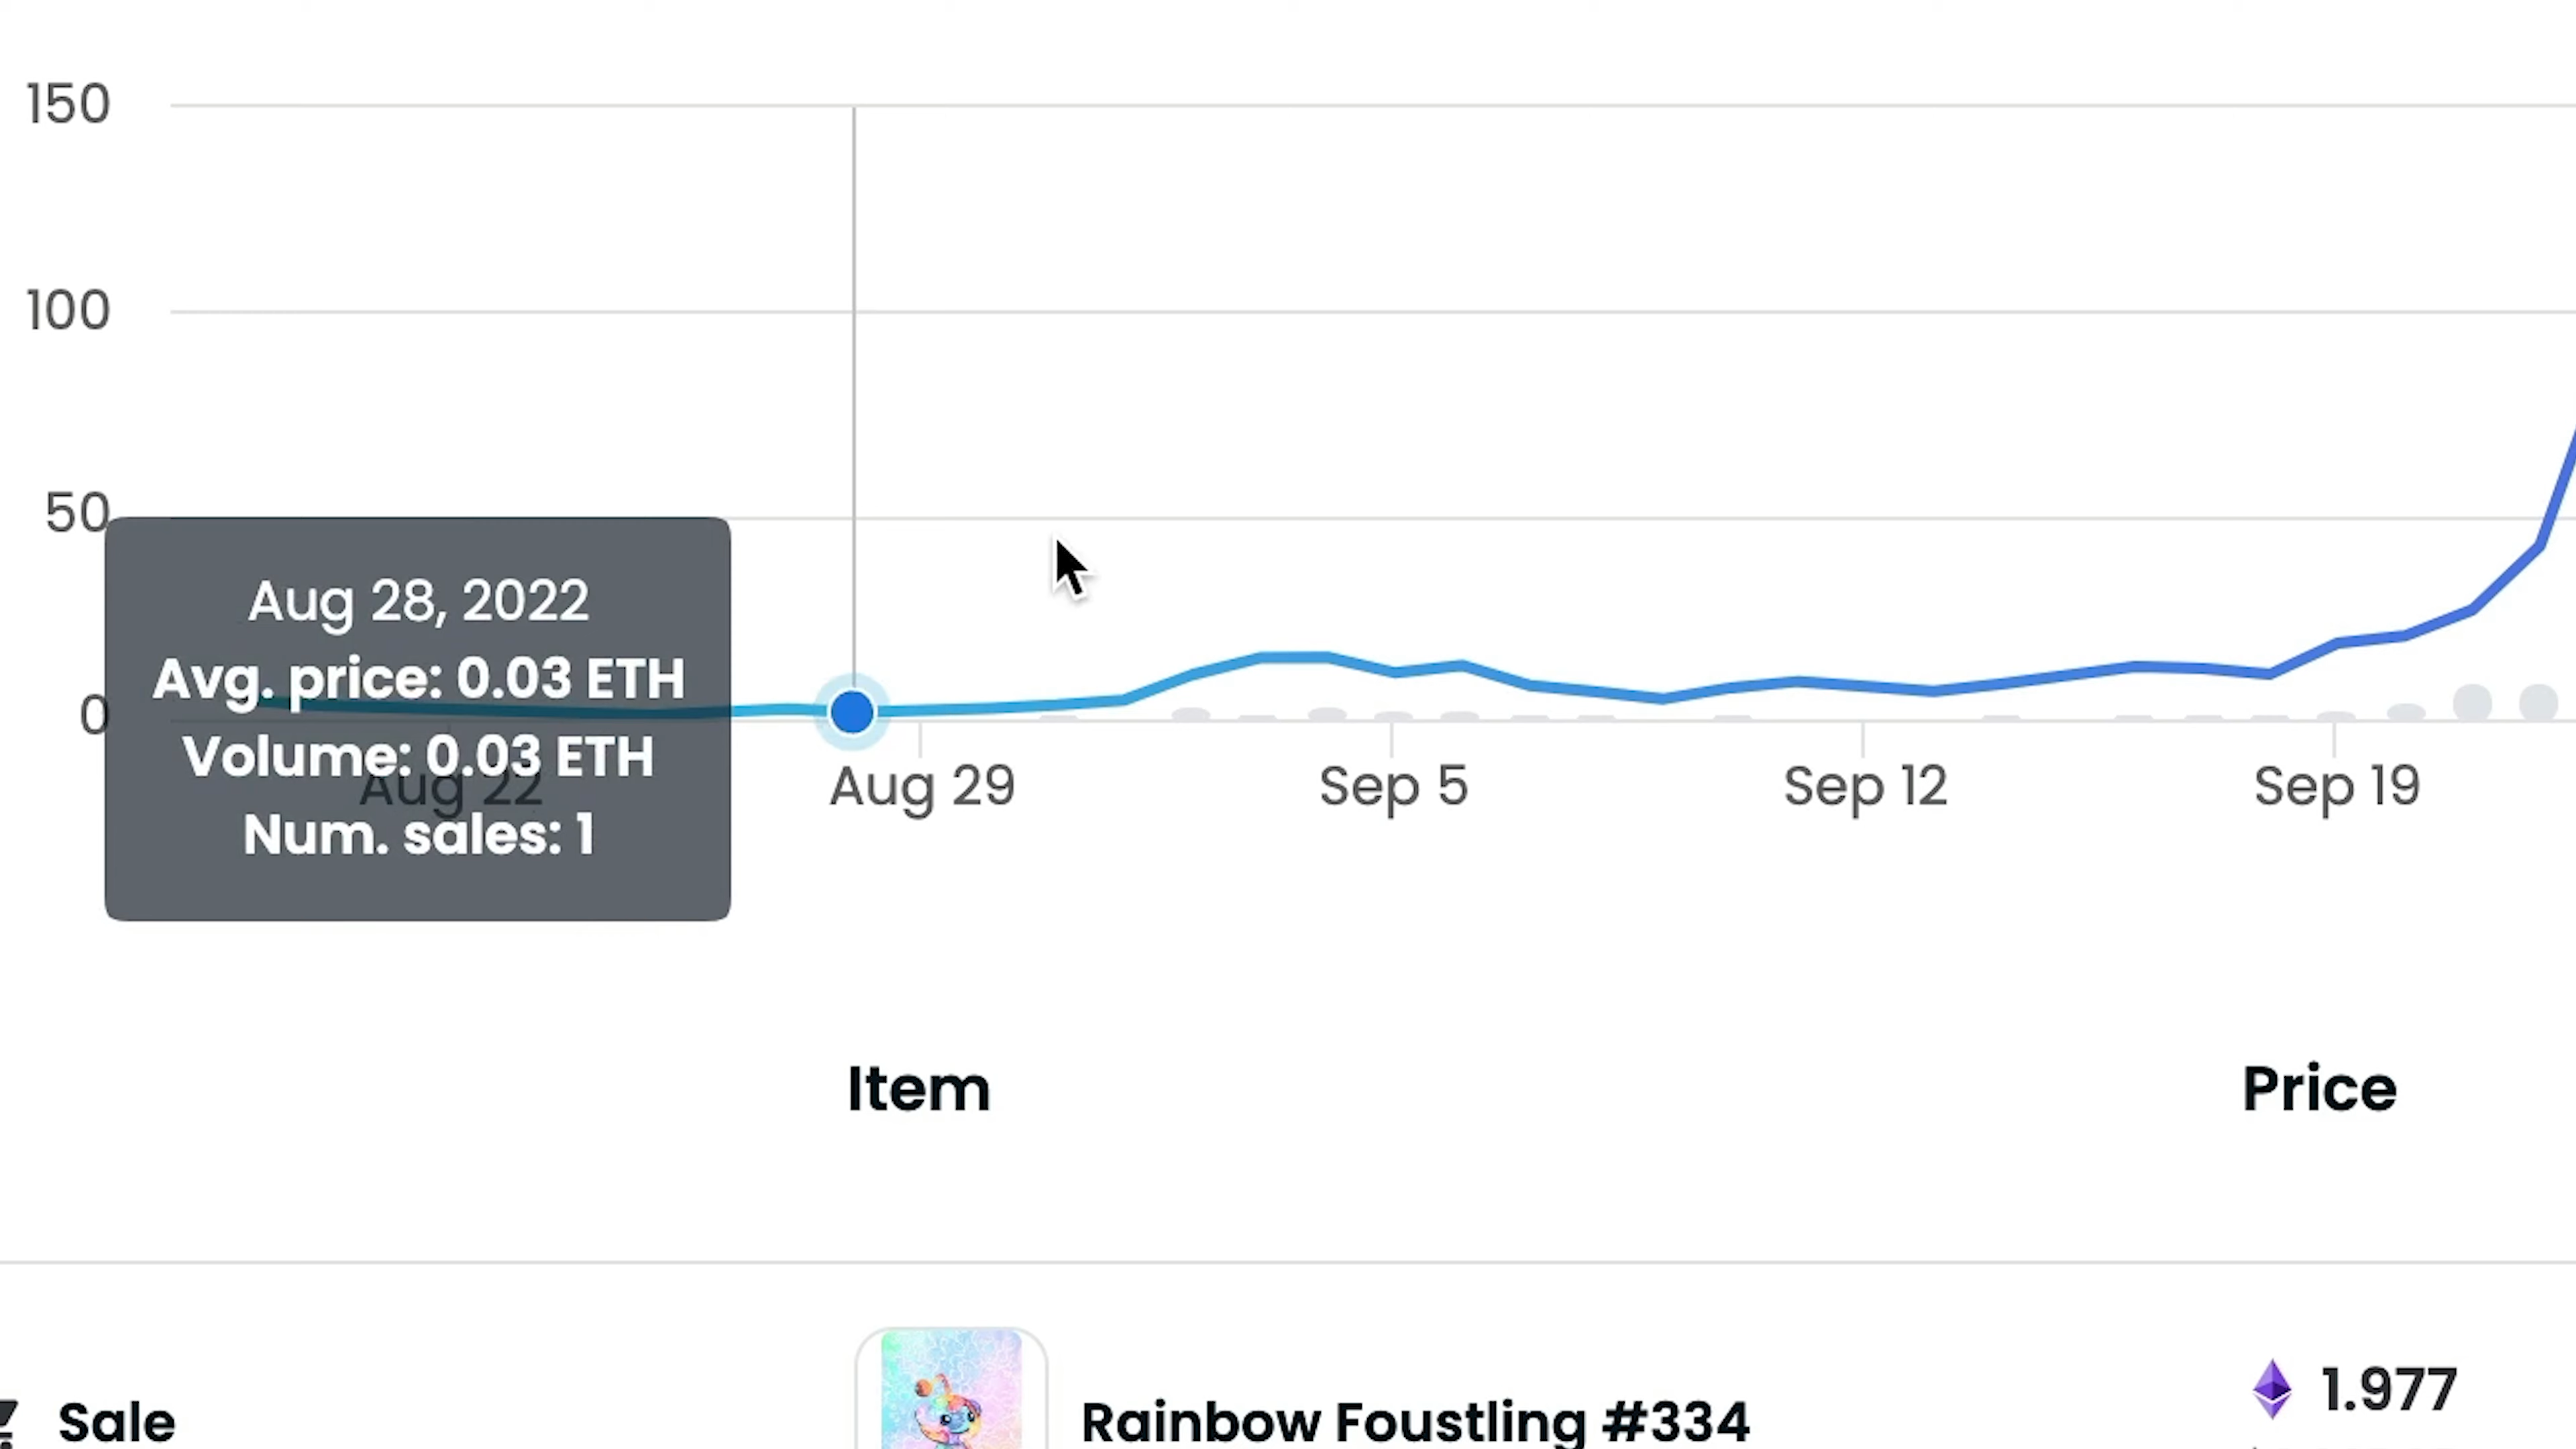 150
100
50
0
Aug 28, 2022
Avg. price: 0.03 ETH
Volume: 0.03 ETH
Num. sales: 1
Aug 22
Aug 29
Sep 5
Sep 12
Sep 19
Item
Price
Sale
Rainbow Foustling #334
1.977